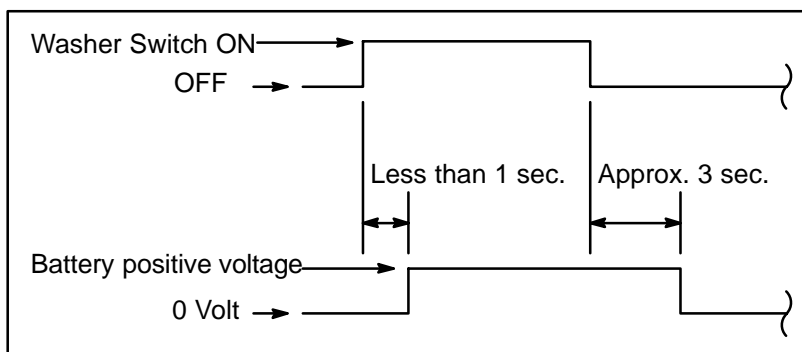 Washer Switch ON
OFF
Less than 1 sec.
Approx. 3 sec.
Battery positive voltage
0 Volt